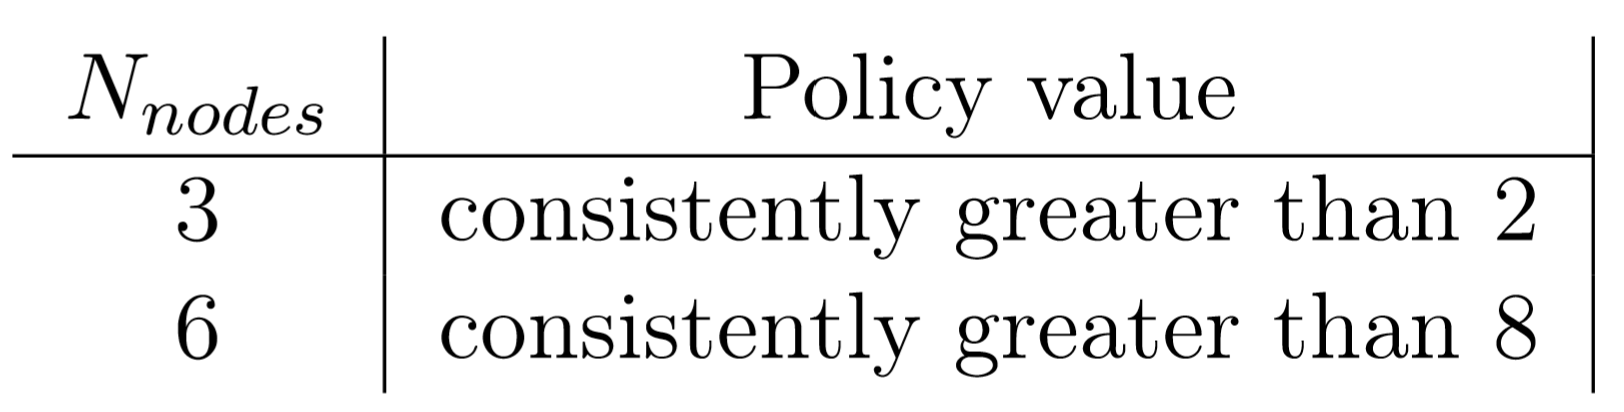 N_nodes Policy value
3 consistently greater than 2
6 consistently greater than 8